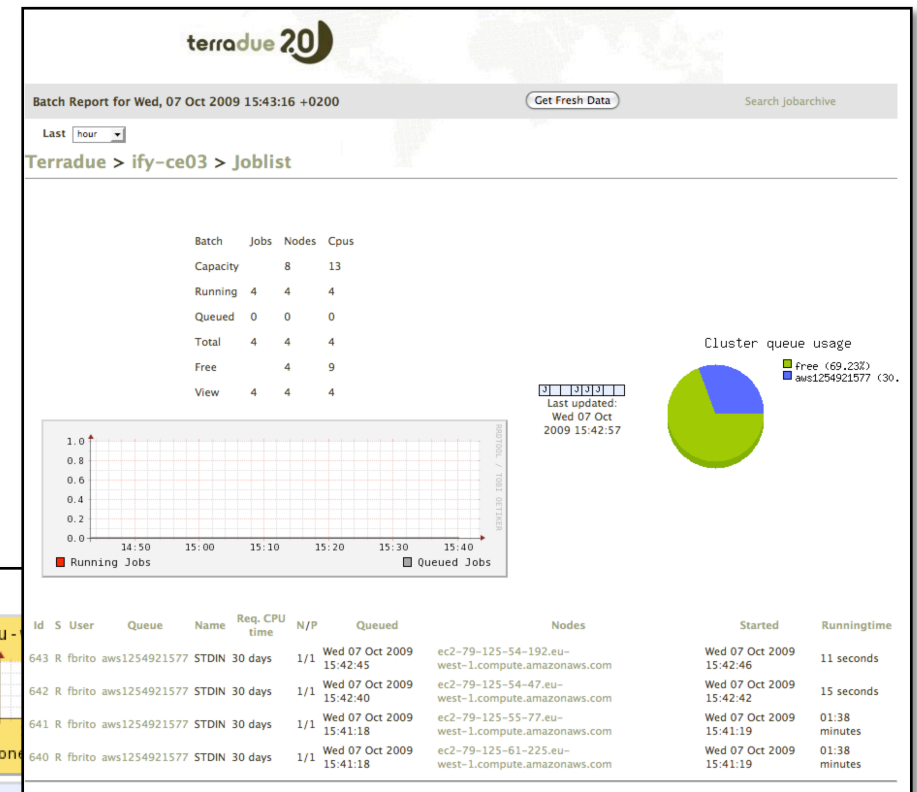 terradue 2.0
Batch Report for Wed, 07 Oct 2009 15:43:16 +0200 Get Fresh Data Search jobarchive
Last hour
Terradue > ify-ce03 > Joblist
Batch Jobs Nodes Cpus
Capacity 8 13
Running 4 4 4
Queued 0 0 0
Total 4 4 4
Free 4 9
View 4 4 4
J J J J
Last updated:
Wed 07 Oct
2009 15:42:57
Cluster queue usage
free (69.23%)
aws1254921577 (30.
1.0
0.8
0.6
0.4
0.2
0.0
14:50 15:00 15:10 15:20 15:30 15:40
Running Jobs Queued Jobs
RRDTOOL / TOBI OETIKER
Id S User Queue Name Req. CPU time N/P Queued Nodes Started Runningtime
643 R fbrito aws1254921577 STDIN 30 days 1/1 Wed 07 Oct 2009 15:42:45 ec2-79-125-54-192.eu-west-1.compute.amazonaws.com Wed 07 Oct 2009 15:42:46 11 seconds
642 R fbrito aws1254921577 STDIN 30 days 1/1 Wed 07 Oct 2009 15:42:40 ec2-79-125-54-47.eu-west-1.compute.amazonaws.com Wed 07 Oct 2009 15:42:42 15 seconds
641 R fbrito aws1254921577 STDIN 30 days 1/1 Wed 07 Oct 2009 15:41:18 ec2-79-125-55-77.eu-west-1.compute.amazonaws.com Wed 07 Oct 2009 15:41:19 01:38 minutes
640 R fbrito aws1254921577 STDIN 30 days 1/1 Wed 07 Oct 2009 15:41:18 ec2-79-125-61-225.eu-west-1.compute.amazonaws.com Wed 07 Oct 2009 15:41:19 01:38 minutes